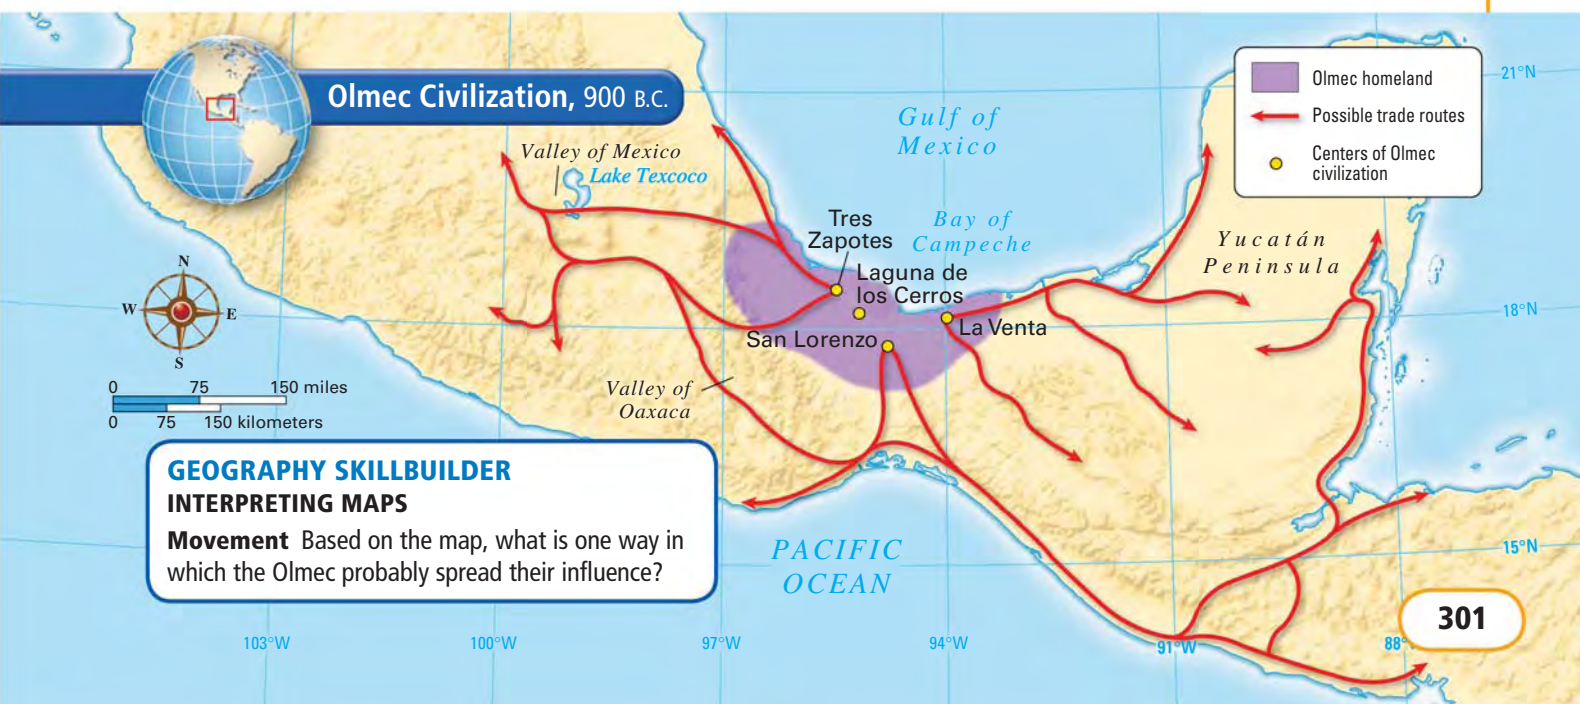 Olmec Civilization, 900 B.C.
Olmec homeland
Possible trade routes
Centers of Olmec
civilization
21°N
Gulf of
Mexico
Valley of Mexico
Lake Texcoco
Tres
Zapotes
Bay of
Campeche
Yucatán
Peninsula
Laguna de
los Cerros
N
W
E
S
18°N
La Venta
San Lorenzo
0 75 150 miles
0 75 150 kilometers
Valley of
Oaxaca
GEOGRAPHY SKILLBUILDER
INTERPRETING MAPS
Movement Based on the map, what is one way in
which the Olmec probably spread their influence?
PACIFIC
OCEAN
15°N
301
103°W
100°W
97°W
94°W
91°W
88°